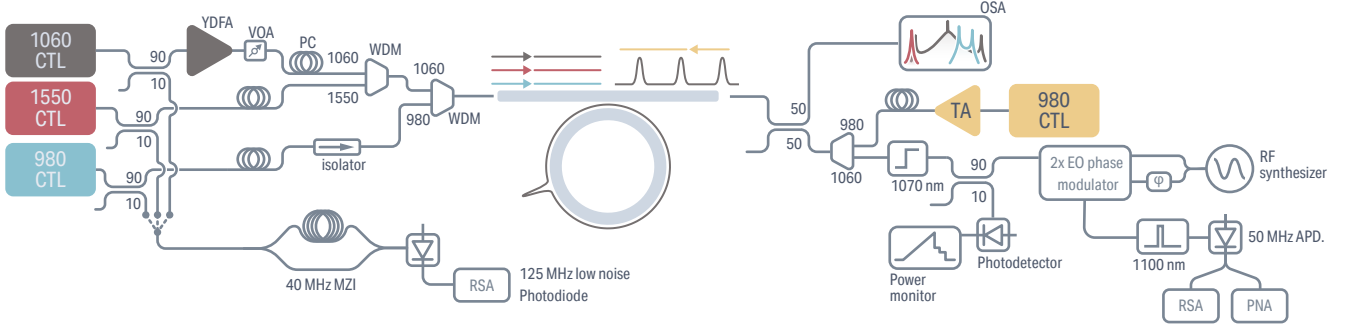 1060
CTL
90
10
YDFA
VOA
PC
1060
1550
WDM
1060
980
WDM
1550
CTL
90
10
980
CTL
90
10
isolator
40 MHz MZI
RSA
125 MHz low noise
Photodiode
OSA
50
50
980
1060
TA
980
CTL
1070 nm
90
10
Power
monitor
Photodetector
2x EO phase
modulator
φ
RF
synthesizer
1100 nm
50 MHz APD.
RSA
PNA